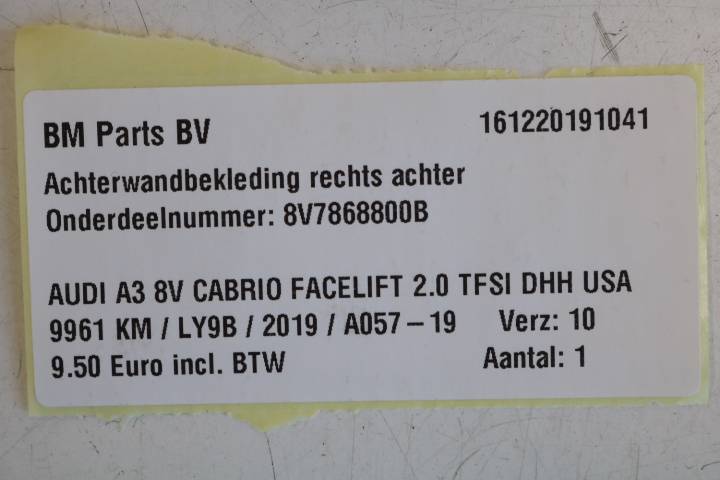 BM Parts BV 161220191041
Achterwandbekleding rechts achter
Onderdeelnummer: 8V7868800B
AUDI A3 8V CABRIO FACELIFT 2.0 TFSI DHH USA
9961 KM / LY9B / 2019 / A057 – 19 Verz: 10
9.50 Euro incl. BTW Aantal: 1